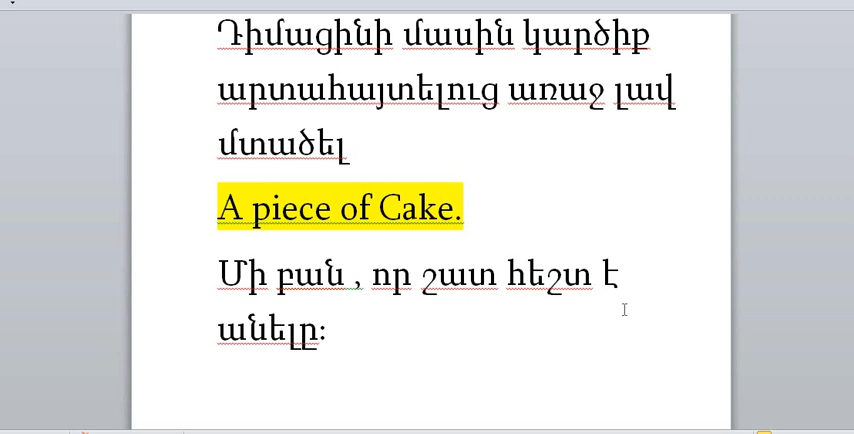 Դիմացինի մասին կարծիք
արտահայտելուց առաջ լավ
մտածել
A piece of Cake.
Մի բան , որ շատ հեշտ է
անելը։